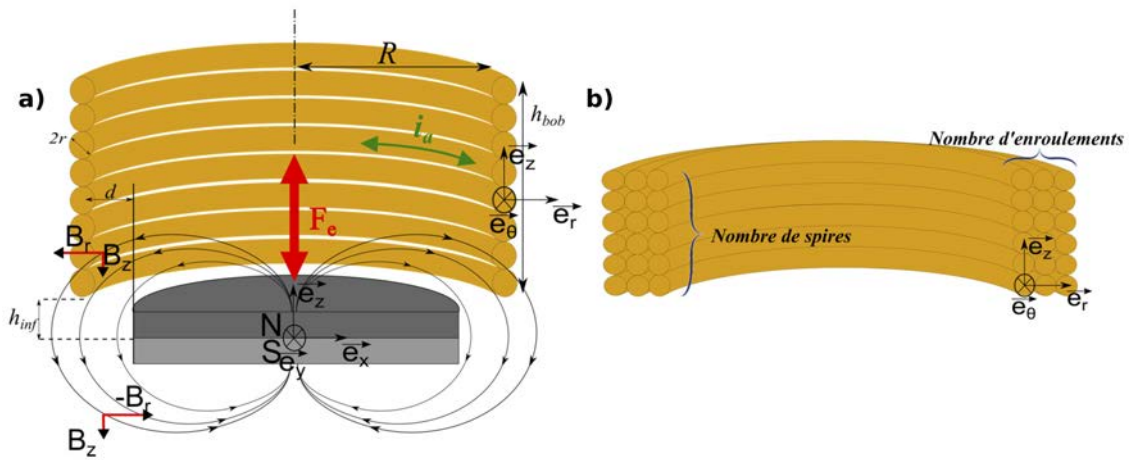 a)
R
h_bob
2r
i_a
e_z
d
F_e
e_r
e_θ
B_r
B_z
e_z
h_inf
N
e_x
S
e_y
-B_r
B_z
b)
Nombre d'enroulements
Nombre de spires
e_z
e_r
e_θ